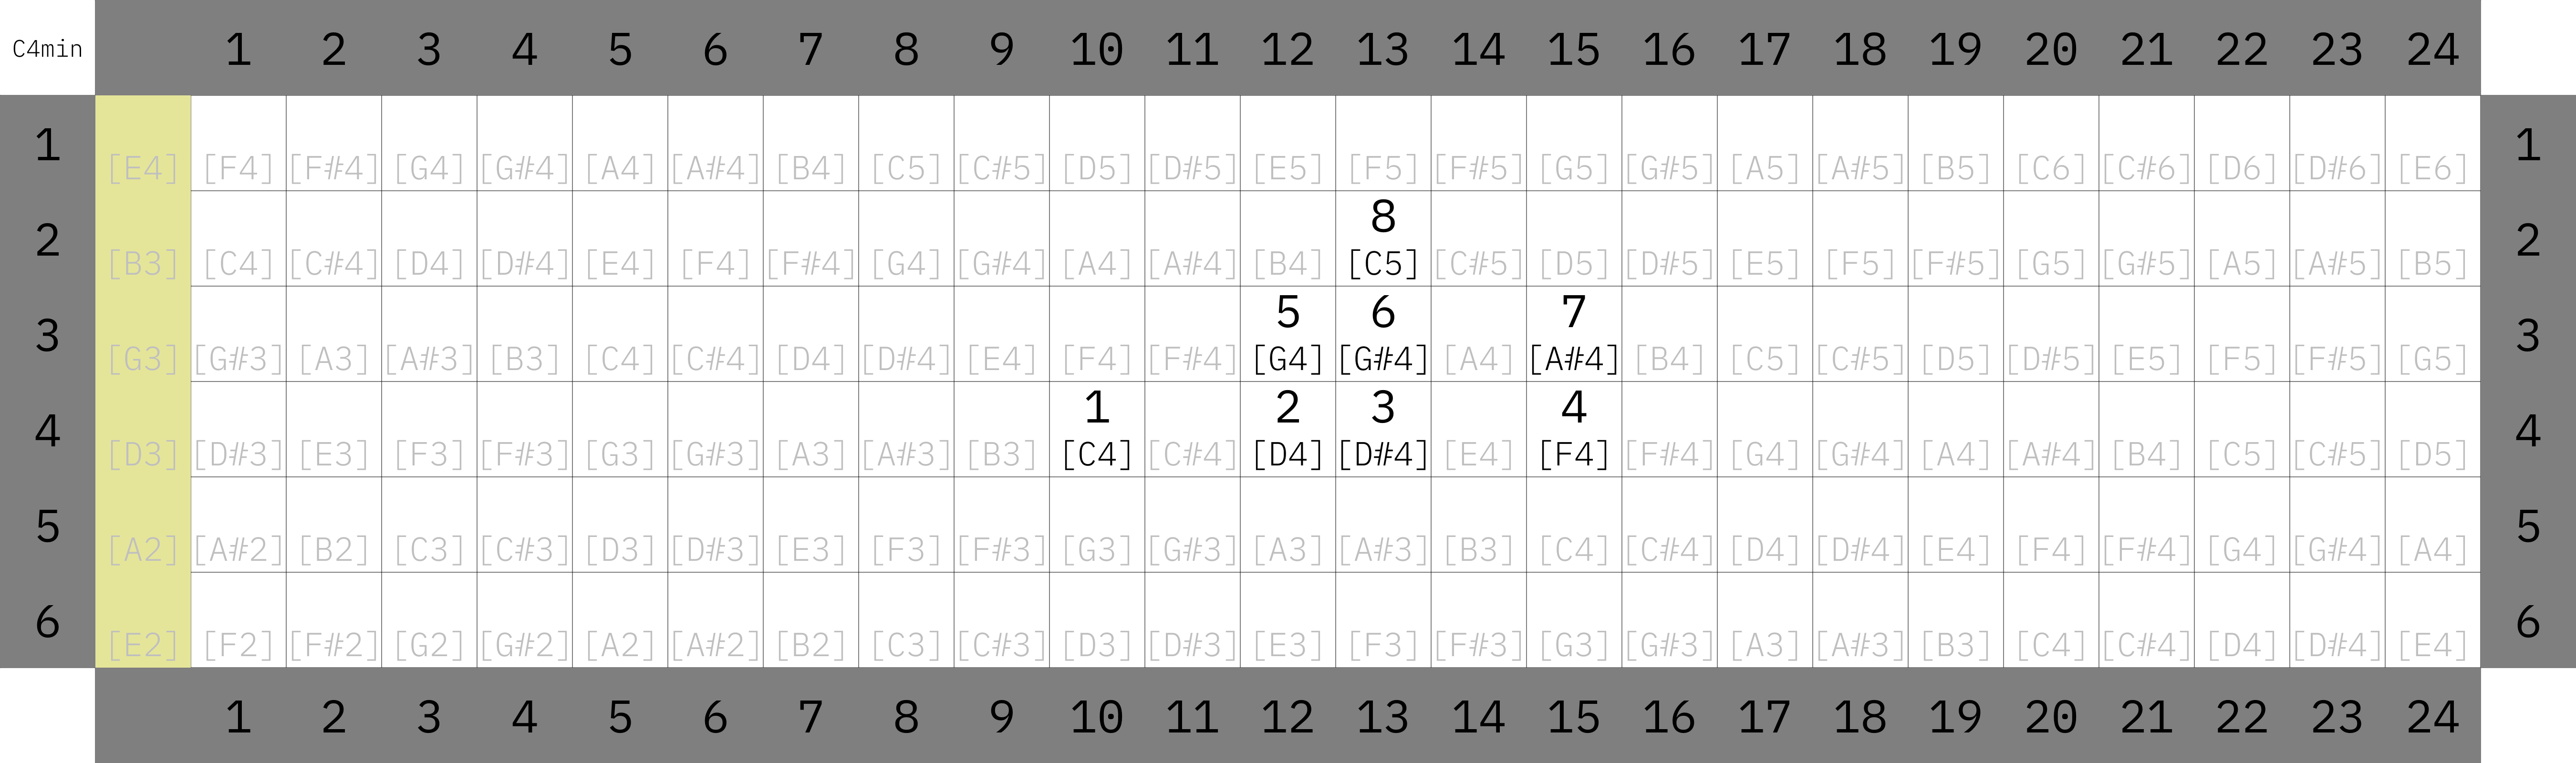 C4min 1 2 3 4 5 6 7 8 9 10 11 12 13 14 15 16 17 18 19 20 21 22 23 24
1 [E4] [F4] [F#4] [G4] [G#4] [A4] [A#4] [B4] [C5] [C#5] [D5] [D#5] [E5] [F5] [F#5] [G5] [G#5] [A5] [A#5] [B5] [C6] [C#6] [D6] [D#6] [E6] 1
8
2 [B3] [C4] [C#4] [D4] [D#4] [E4] [F4] [F#4] [G4] [G#4] [A4] [A#4] [B4] [C5] [C#5] [D5] [D#5] [E5] [F5] [F#5] [G5] [G#5] [A5] [A#5] [B5] 2
5 6 7
3 [G3] [G#3] [A3] [A#3] [B3] [C4] [C#4] [D4] [D#4] [E4] [F4] [F#4] [G4] [G#4] [A4] [A#4] [B4] [C5] [C#5] [D5] [D#5] [E5] [F5] [F#5] [G5] 3
1 2 3 4
4 [D3] [D#3] [E3] [F3] [F#3] [G3] [G#3] [A3] [A#3] [B3] [C4] [C#4] [D4] [D#4] [E4] [F4] [F#4] [G4] [G#4] [A4] [A#4] [B4] [C5] [C#5] [D5] 4
5 [A2] [A#2] [B2] [C3] [C#3] [D3] [D#3] [E3] [F3] [F#3] [G3] [G#3] [A3] [A#3] [B3] [C4] [C#4] [D4] [D#4] [E4] [F4] [F#4] [G4] [G#4] [A4] 5
6 [E2] [F2] [F#2] [G2] [G#2] [A2] [A#2] [B2] [C3] [C#3] [D3] [D#3] [E3] [F3] [F#3] [G3] [G#3] [A3] [A#3] [B3] [C4] [C#4] [D4] [D#4] [E4] 6
1 2 3 4 5 6 7 8 9 10 11 12 13 14 15 16 17 18 19 20 21 22 23 24